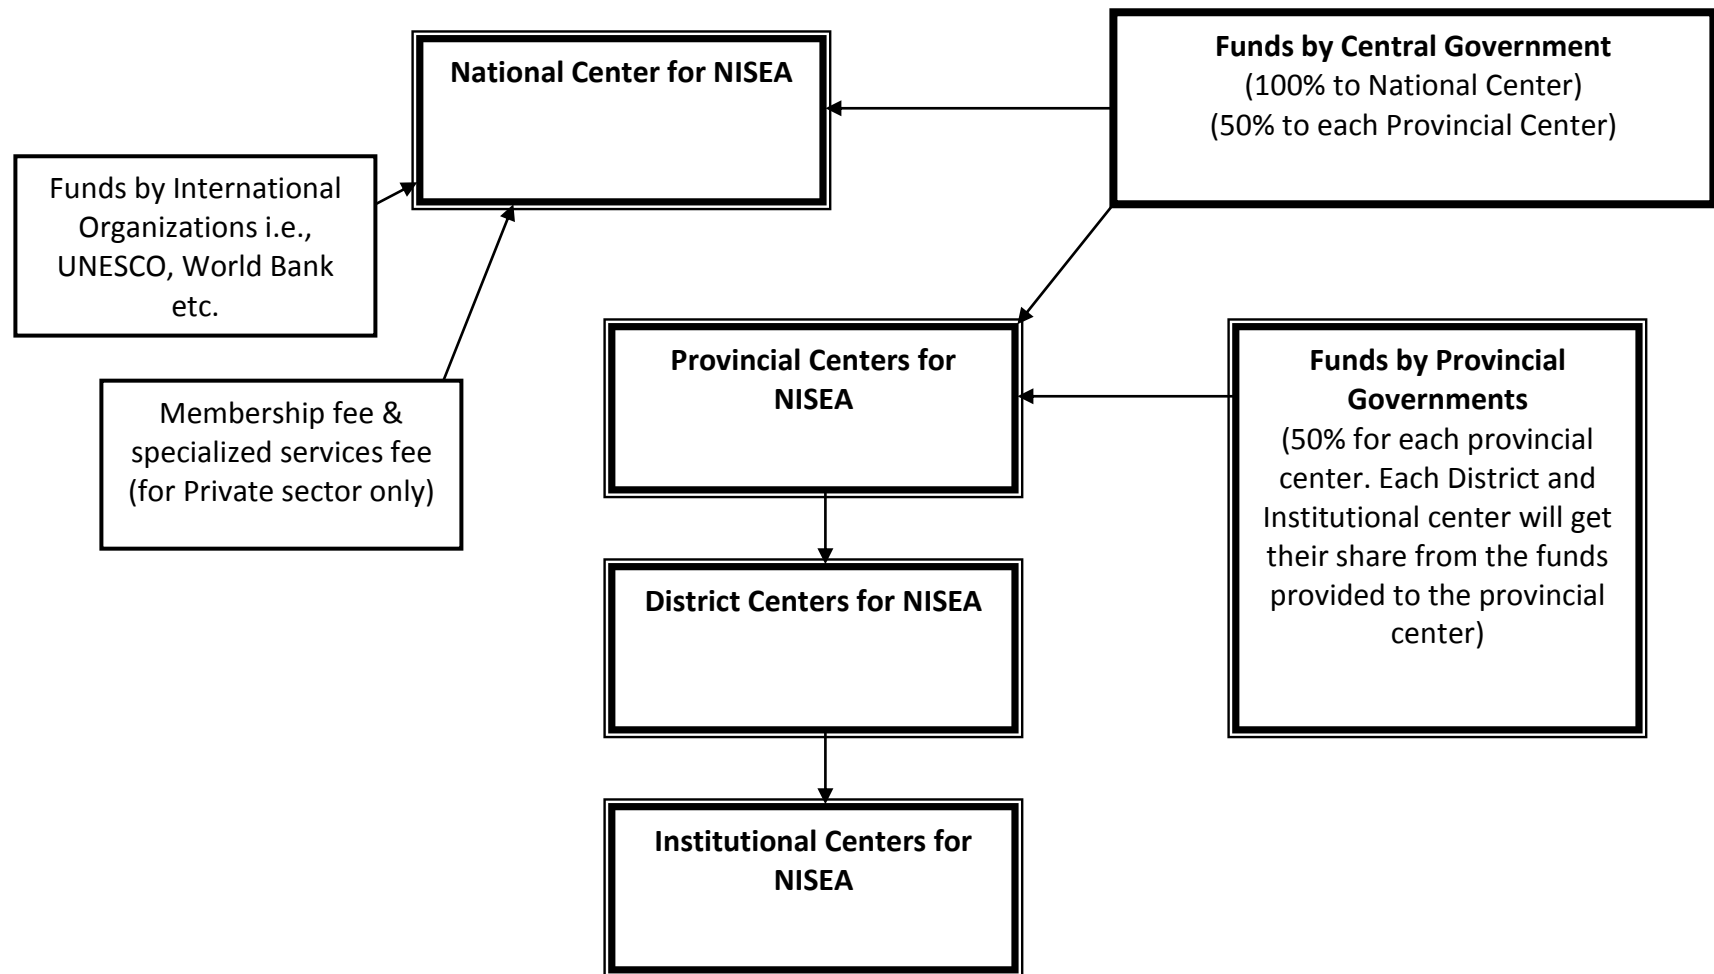 National Center for NISEA
Funds by Central Government
(100% to National Center)
(50% to each Provincial Center)
Funds by International
Organizations i.e.,
UNESCO, World Bank
etc.
Membership fee &
specialized services fee
(for Private sector only)
Provincial Centers for
NISEA
Funds by Provincial
Governments
(50% for each provincial
center. Each District and
Institutional center will get
their share from the funds
provided to the provincial
center)
District Centers for NISEA
Institutional Centers for
NISEA